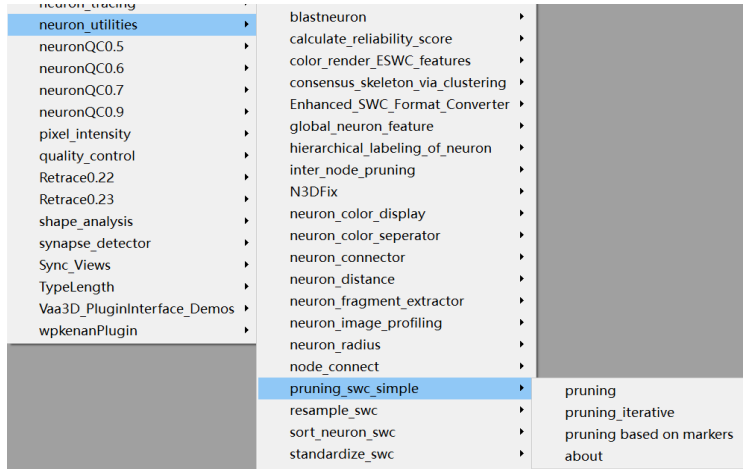 neuron_tracing
neuron_utilities
neuronQC0.5
neuronQC0.6
neuronQC0.7
neuronQC0.9
pixel_intensity
quality_control
Retrace0.22
Retrace0.23
shape_analysis
synapse_detector
Sync_Views
TypeLength
Vaa3D_PluginInterface_Demos
wpkenanPlugin
blastneuron
calculate_reliability_score
color_render_ESWC_features
consensus_skeleton_via_clustering
Enhanced_SWC_Format_Converter
global_neuron_feature
hierarchical_labeling_of_neuron
inter_node_pruning
N3DFix
neuron_color_display
neuron_color_seperator
neuron_connector
neuron_distance
neuron_fragment_extractor
neuron_image_profiling
neuron_radius
node_connect
pruning_swc_simple
resample_swc
sort_neuron_swc
standardize_swc
pruning
pruning_iterative
pruning based on markers
about